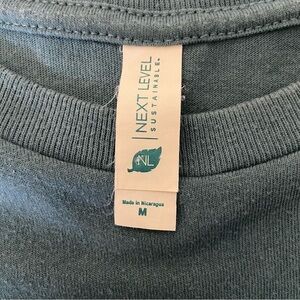 NEXT LEVEL
SUSTAINABLE
NL
Made in Nicaragua
M